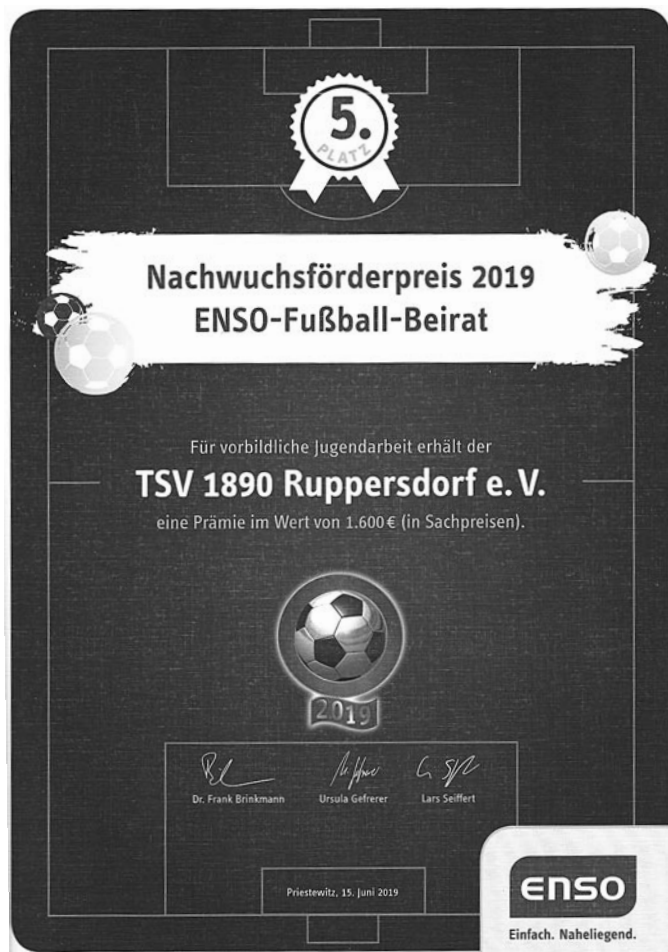 5.
PLATZ
Nachwuchsförderpreis 2019
ENSO-Fußball-Beirat
Für vorbildliche Jugendarbeit erhält der
TSV 1890 Ruppersdorf e. V.
eine Prämie im Wert von 1.600 € (in Sachpreisen).
2019
Dr. Frank Brinkmann Ursula Gefrerer Lars Seiffert
Priestewitz, 15. Juni 2019
enso
Einfach. Naheliegend.